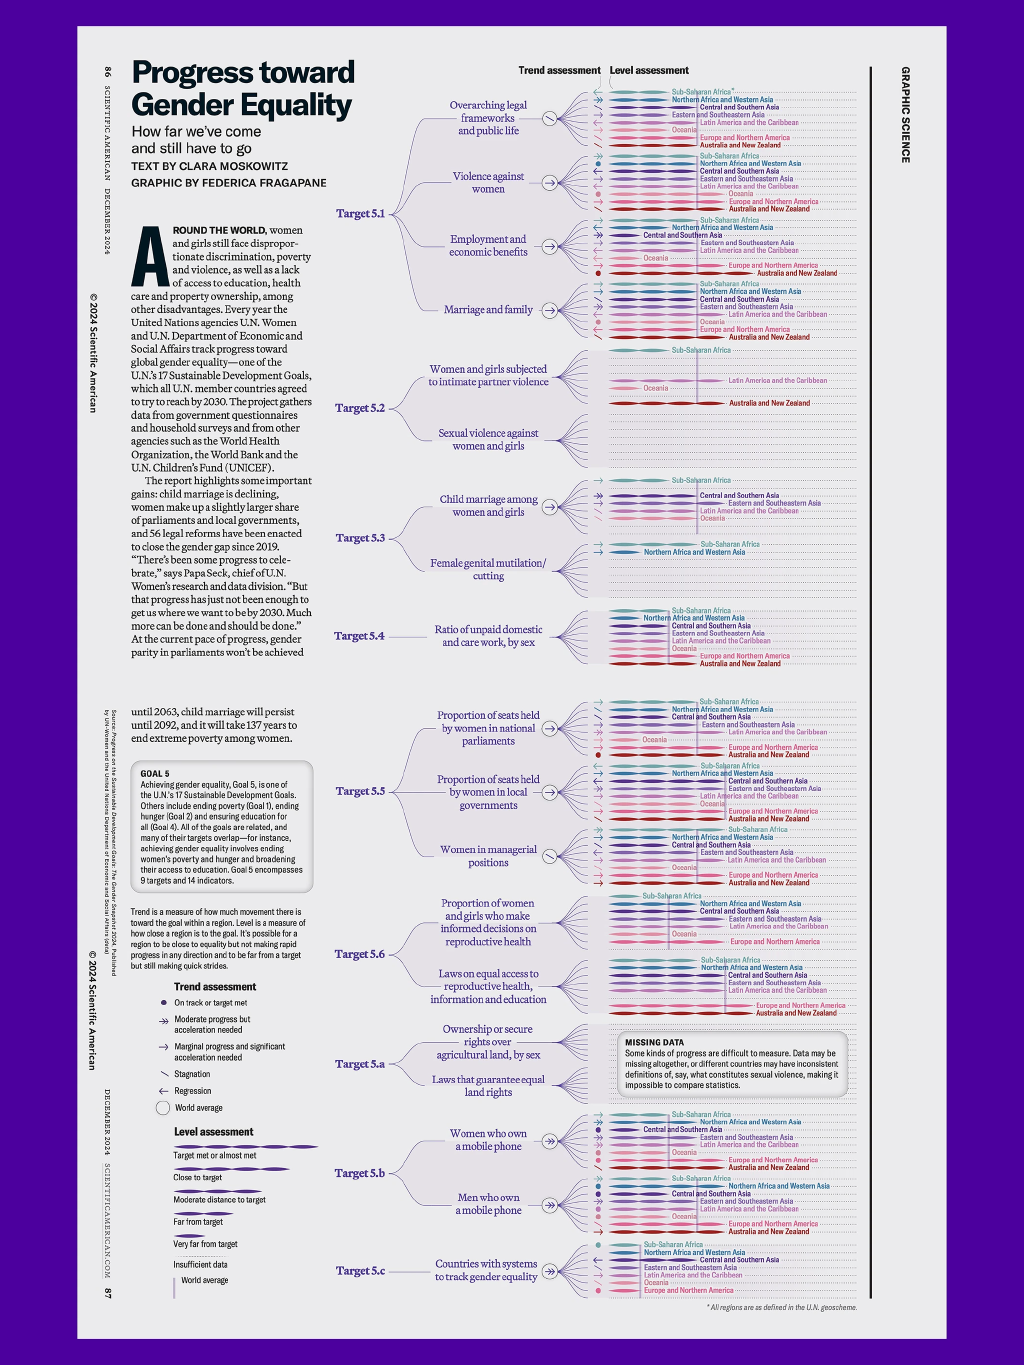 Progress toward
Gender Equality
How far we've come
and still have to go
TEXT BY CLARA MOSKOWITZ
GRAPHIC BY FEDERICA FRAGAPANE
86 SCIENTIFIC AMERICAN DECEMBER 2024
© 2024 Scientific American
GRAPHIC SCIENCE
AROUND THE WORLD, women
and girls still face dispropor-
tionate discrimination, poverty
and violence, as well as a lack
of access to education, health
care and property ownership, among
other disadvantages. Every year the
United Nations agencies U.N. Women
and U.N. Department of Economic and
Social Affairs track progress toward
global gender equality—one of the
U.N.'s 17 Sustainable Development Goals,
which all U.N. member countries agreed
to try to reach by 2030. The project gathers
data from government questionnaires
and household surveys and from other
agencies such as the World Health
Organization, the World Bank and the
U.N. Children's Fund (UNICEF).
The report highlights some important
gains: child marriage is declining,
women make up a slightly larger share
of parliaments and local governments,
and 56 legal reforms have been enacted
to close the gender gap since 2019.
“There's been some progress to cele-
brate,” says Papa Seck, chief of U.N.
Women's research and data division. “But
that progress has just not been enough to
get us where we want to be by 2030. Much
more can be done and should be done.”
At the current pace of progress, gender
parity in parliaments won't be achieved
until 2063, child marriage will persist
until 2092, and it will take 137 years to
end extreme poverty among women.
GOAL 5
Achieving gender equality, Goal 5, is one of
the U.N.'s 17 Sustainable Development Goals.
Others include ending poverty (Goal 1), ending
hunger (Goal 2) and ensuring education for
all (Goal 4). All of the goals are related, and
many of their targets overlap—for instance,
achieving gender equality involves ending
women's poverty and hunger and broadening
their access to education. Goal 5 encompasses
9 targets and 14 indicators.
Trend is a measure of how much movement there is
toward the goal within a region. Level is a measure of
how close a region is to the goal. It's possible for a
region to be close to equality but not making rapid
progress in any direction and to be far from a target
but still making quick strides.
Trend assessment
On track or target met
Moderate progress but
acceleration needed
Marginal progress and significant
acceleration needed
Stagnation
Regression
World average
Level assessment
Target met or almost met
Close to target
Moderate distance to target
Far from target
Very far from target
Insufficient data
World average
Source: Progress on the Sustainable Development Goals: The Gender Snapshot 2024. Published
by UN-Women and the United Nations Department of Economic and Social Affairs (data)
© 2024 Scientific American
DECEMBER 2024 SCIENTIFICAMERICAN.COM 87
Trend assessment Level assessment
Target 5.1
Overarching legal
frameworks
and public life
Sub-Saharan Africa*
Northern Africa and Western Asia
Central and Southern Asia
Eastern and Southeastern Asia
Latin America and the Caribbean
Oceania
Europe and Northern America
Australia and New Zealand
Violence against
women
Sub-Saharan Africa
Northern Africa and Western Asia
Central and Southern Asia
Eastern and Southeastern Asia
Latin America and the Caribbean
Oceania
Europe and Northern America
Australia and New Zealand
Employment and
economic benefits
Sub-Saharan Africa
Northern Africa and Western Asia
Central and Southern Asia
Eastern and Southeastern Asia
Latin America and the Caribbean
Oceania
Europe and Northern America
Australia and New Zealand
Marriage and family
Sub-Saharan Africa
Northern Africa and Western Asia
Central and Southern Asia
Eastern and Southeastern Asia
Latin America and the Caribbean
Oceania
Europe and Northern America
Australia and New Zealand
Target 5.2
Women and girls subjected
to intimate partner violence
Sub-Saharan Africa
Latin America and the Caribbean
Oceania
Australia and New Zealand
Sexual violence against
women and girls
Target 5.3
Child marriage among
women and girls
Sub-Saharan Africa
Central and Southern Asia
Eastern and Southeastern Asia
Latin America and the Caribbean
Oceania
Female genital mutilation/
cutting
Sub-Saharan Africa
Northern Africa and Western Asia
Target 5.4
Ratio of unpaid domestic
and care work, by sex
Sub-Saharan Africa
Northern Africa and Western Asia
Central and Southern Asia
Eastern and Southeastern Asia
Latin America and the Caribbean
Oceania
Europe and Northern America
Australia and New Zealand
Target 5.5
Proportion of seats held
by women in national
parliaments
Sub-Saharan Africa
Northern Africa and Western Asia
Central and Southern Asia
Eastern and Southeastern Asia
Latin America and the Caribbean
Oceania
Europe and Northern America
Australia and New Zealand
Proportion of seats held
by women in local
governments
Sub-Saharan Africa
Northern Africa and Western Asia
Central and Southern Asia
Eastern and Southeastern Asia
Latin America and the Caribbean
Oceania
Europe and Northern America
Australia and New Zealand
Women in managerial
positions
Sub-Saharan Africa
Northern Africa and Western Asia
Central and Southern Asia
Eastern and Southeastern Asia
Latin America and the Caribbean
Oceania
Europe and Northern America
Australia and New Zealand
Target 5.6
Proportion of women
and girls who make
informed decisions on
reproductive health
Sub-Saharan Africa
Northern Africa and Western Asia
Central and Southern Asia
Eastern and Southeastern Asia
Latin America and the Caribbean
Oceania
Europe and Northern America
Laws on equal access to
reproductive health,
information and education
Sub-Saharan Africa
Northern Africa and Western Asia
Central and Southern Asia
Eastern and Southeastern Asia
Latin America and the Caribbean
Europe and Northern America
Australia and New Zealand
Target 5.a
Ownership or secure
rights over
agricultural land, by sex
Laws that guarantee equal
land rights
MISSING DATA
Some kinds of progress are difficult to measure. Data may be
missing altogether, or different countries may have inconsistent
definitions of, say, what constitutes sexual violence, making it
impossible to compare statistics.
Target 5.b
Women who own
a mobile phone
Sub-Saharan Africa
Northern Africa and Western Asia
Central and Southern Asia
Eastern and Southeastern Asia
Latin America and the Caribbean
Oceania
Europe and Northern America
Australia and New Zealand
Men who own
a mobile phone
Sub-Saharan Africa
Northern Africa and Western Asia
Central and Southern Asia
Eastern and Southeastern Asia
Latin America and the Caribbean
Oceania
Europe and Northern America
Australia and New Zealand
Target 5.c
Countries with systems
to track gender equality
Sub-Saharan Africa
Northern Africa and Western Asia
Central and Southern Asia
Eastern and Southeastern Asia
Latin America and the Caribbean
Oceania
Europe and Northern America
* All regions are as defined in the U.N. geoscheme.